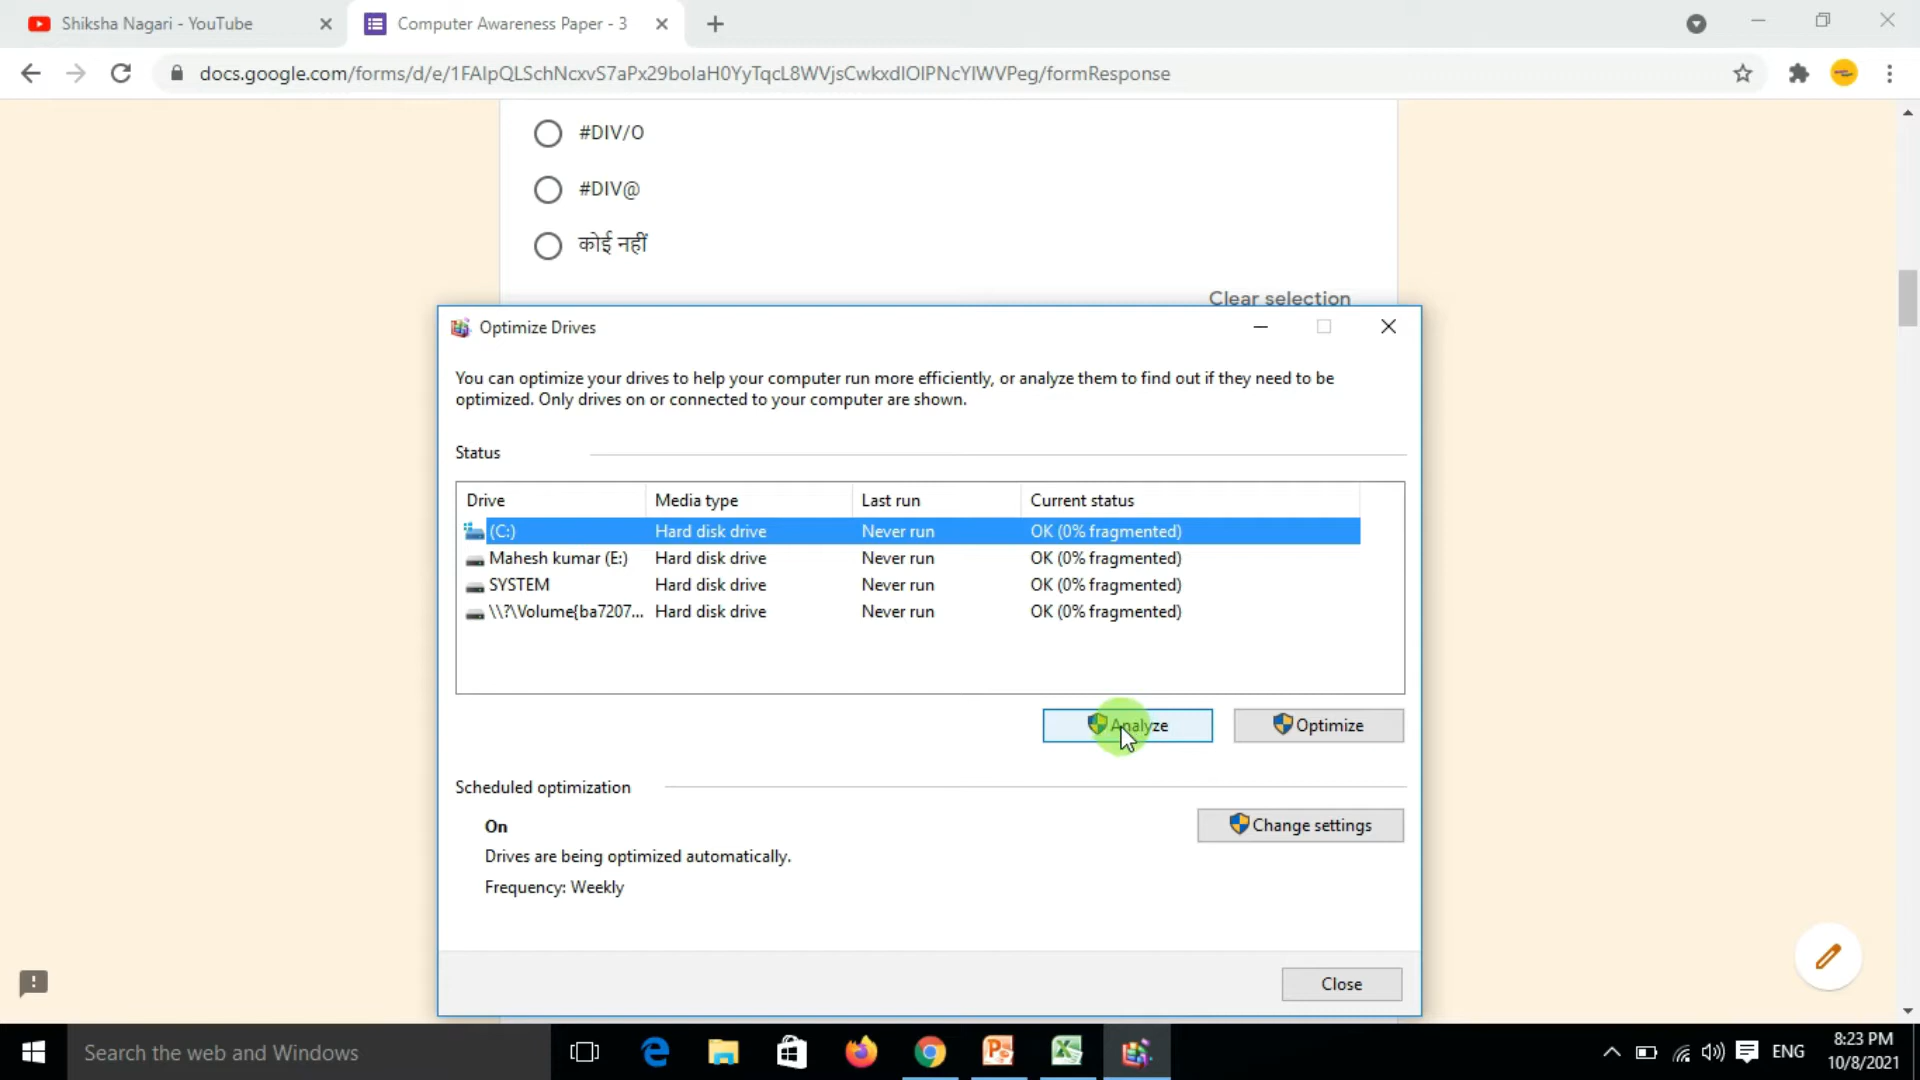 Shiksha Nagari - YouTube
Computer Awareness Paper - 3
docs.google.com/forms/d/e/1FAIpQLSchNcxvS7aPx29bolaH0YyTqcL8WVjsCwkxdIOlPNcYlWVPeg/formResponse
#DIV/O
#DIV@
कोई नहीं
Clear selection
Optimize Drives
You can optimize your drives to help your computer run more efficiently, or analyze them to find out if they need to be
optimized. Only drives on or connected to your computer are shown.
Status
Drive Media type Last run Current status
(C:) Hard disk drive Never run OK (0% fragmented)
Mahesh kumar (E:) Hard disk drive Never run OK (0% fragmented)
SYSTEM Hard disk drive Never run OK (0% fragmented)
\\?\Volume{ba7207... Hard disk drive Never run OK (0% fragmented)
Analyze Optimize
Scheduled optimization
On
Change settings
Drives are being optimized automatically.
Frequency: Weekly
Close
Search the web and Windows
ENG
8:23 PM
10/8/2021